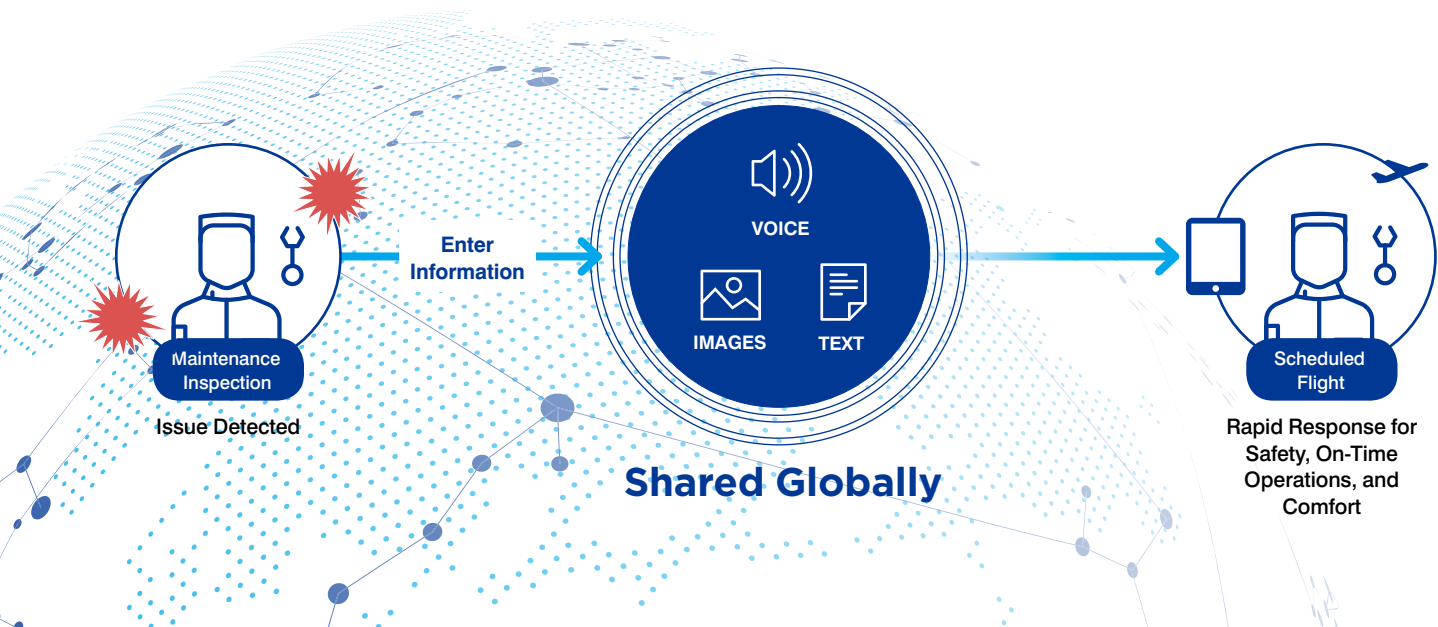 Maintenance
Inspection
Issue Detected
Enter
Information
VOICE
IMAGES
TEXT
Shared Globally
Scheduled
Flight
Rapid Response for
Safety, On-Time
Operations, and
Comfort